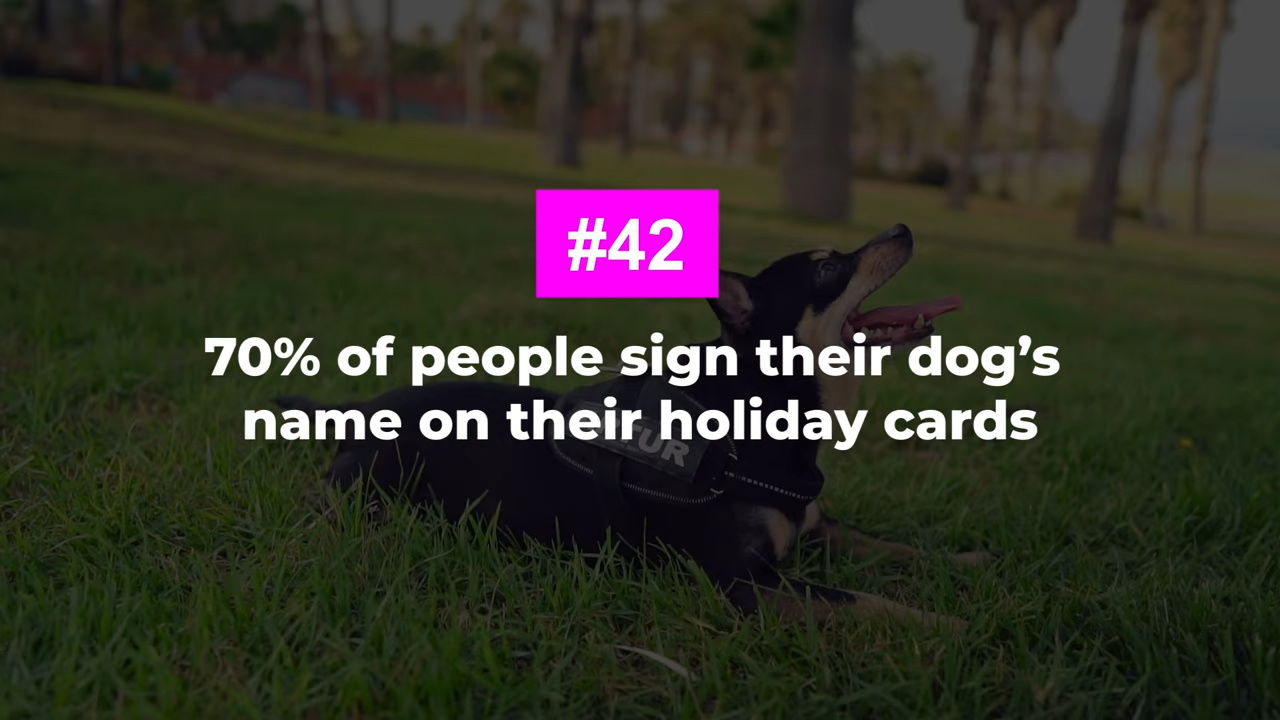 #42
70% of people sign their dog’s
name on their holiday cards